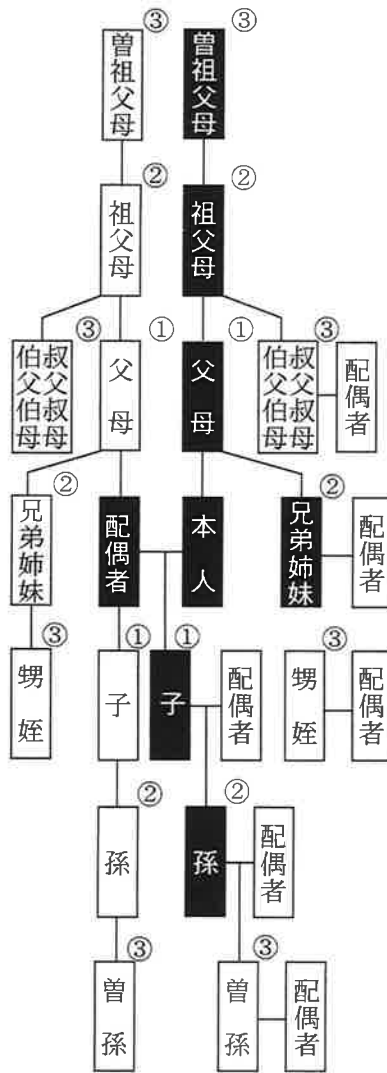 ③ ③
曽祖父母 曽祖父母
② ②
祖父母 祖父母
③ ① ① ③
伯父伯母 叔父叔母 父母 父母 伯父伯母 叔父叔母 配偶者
② ②
兄弟姉妹 配偶者 本人 兄弟姉妹 配偶者
③ ① ① ③
甥姪 子 子 配偶者 甥姪 配偶者
② ②
孫 孫 配偶者
③ ③
曽孫 曽孫 配偶者